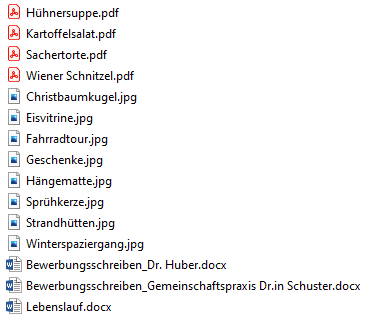 Hühnersuppe.pdf
Kartoffelsalat.pdf
Sachertorte.pdf
Wiener Schnitzel.pdf
Christbaumkugel.jpg
Eisvitrine.jpg
Fahrradtour.jpg
Geschenke.jpg
Hängematte.jpg
Sprühkerze.jpg
Strandhütten.jpg
Winterspaziergang.jpg
Bewerbungsschreiben_Dr. Huber.docx
Bewerbungsschreiben_Gemeinschaftspraxis Dr.in Schuster.docx
Lebenslauf.docx